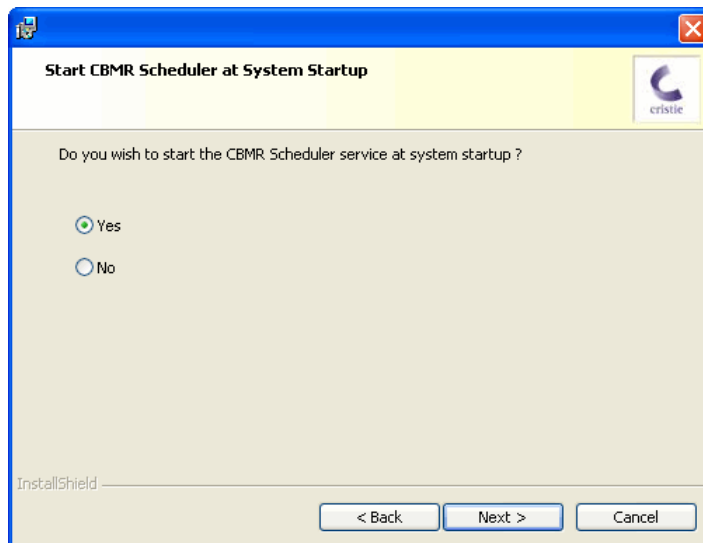 Start CBMR Scheduler at System Startup
cristie
Do you wish to start the CBMR Scheduler service at system startup ?
Yes
No
InstallShield
< Back
Next >
Cancel